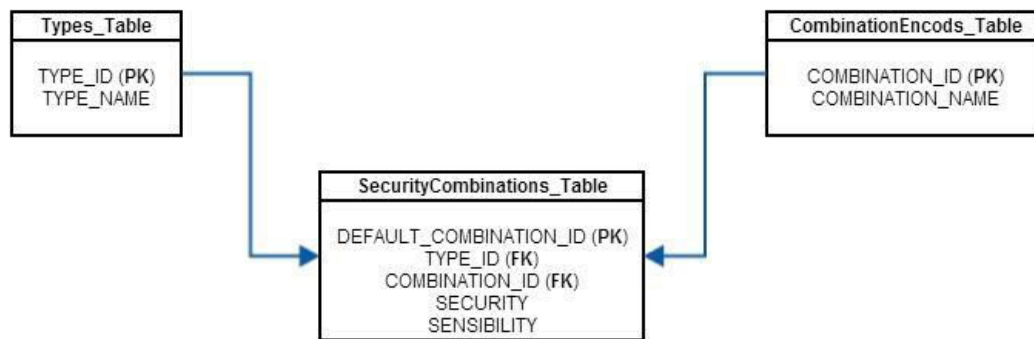 Types_Table
TYPE_ID (PK)
TYPE_NAME
CombinationEncods_Table
COMBINATION_ID (PK)
COMBINATION_NAME
SecurityCombinations_Table
DEFAULT_COMBINATION_ID (PK)
TYPE_ID (FK)
COMBINATION_ID (FK)
SECURITY
SENSIBILITY